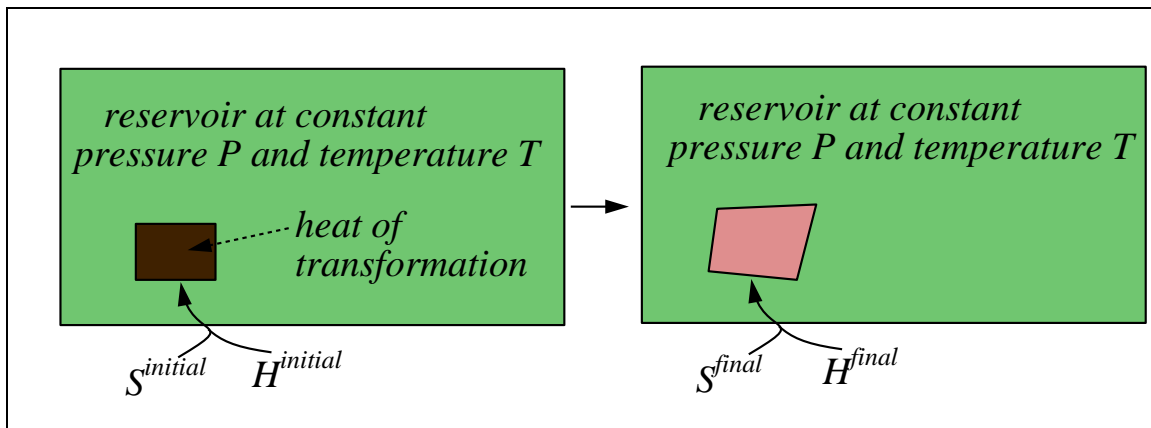 reservoir at constant
pressure P and temperature T
heat of
transformation
S^initial
H^initial
reservoir at constant
pressure P and temperature T
S^final
H^final